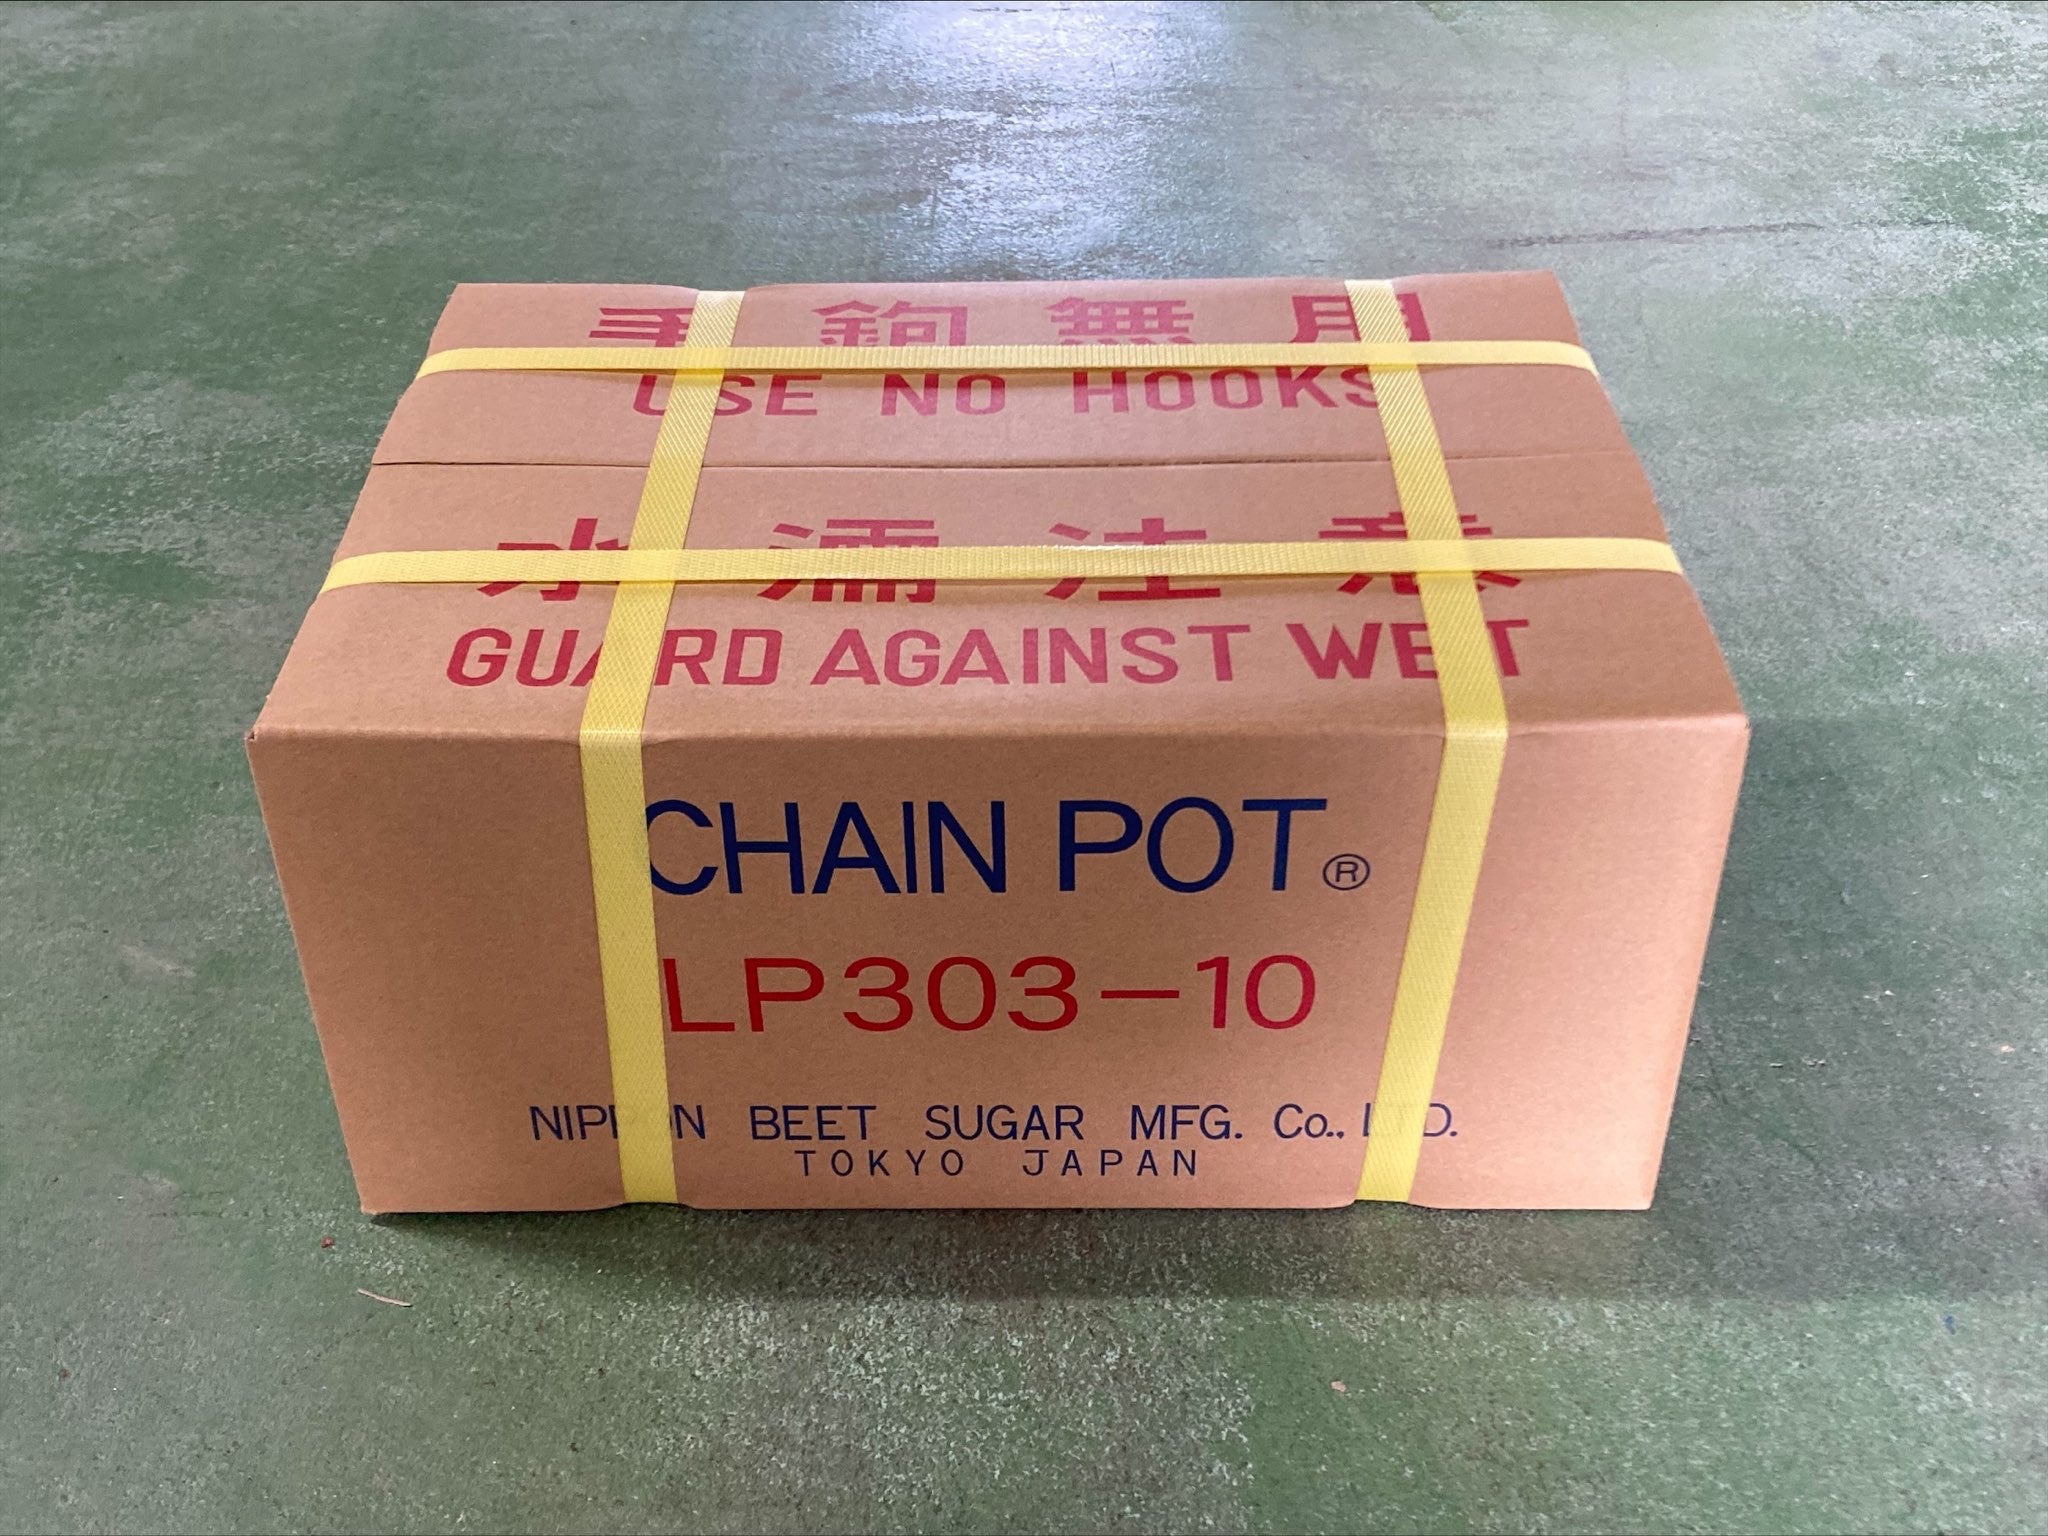 手鉤無用
USE NO HOOKS
水濡注意
GUARD AGAINST WET
CHAIN POT®
LP303-10
NIPPON BEET SUGAR MFG. Co., LTD.
TOKYO JAPAN